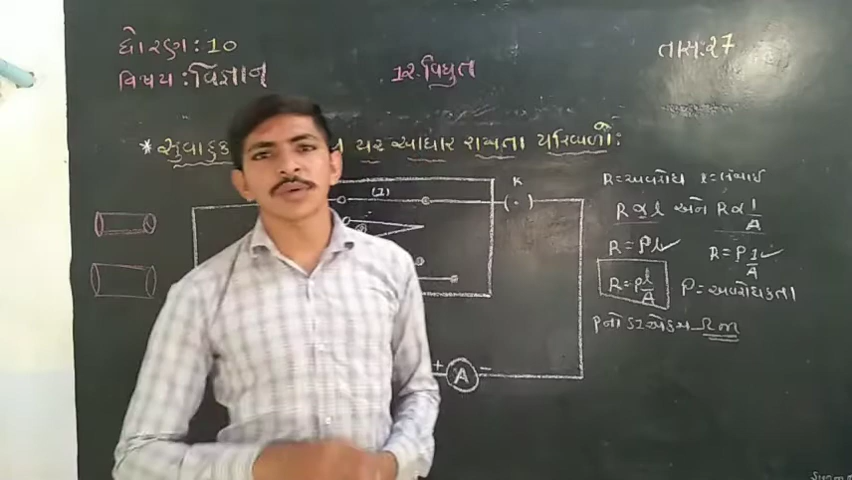 ધોરણ : 10
વિષય : વિજ્ઞાન
12. વિધુત
તાસ: 27
* સુવાહક પર આધાર રાખતા પરિબળો :
(1)
K
+ A -
R = અવરોધ l = લંબાઈ
R ∝ l અને R ∝ 1/A
R = ρl ✓
R = ρ 1/A ✓
R = ρ l/A
ρ = અવરોધકતા
ρ નો SI એકમ Ωm